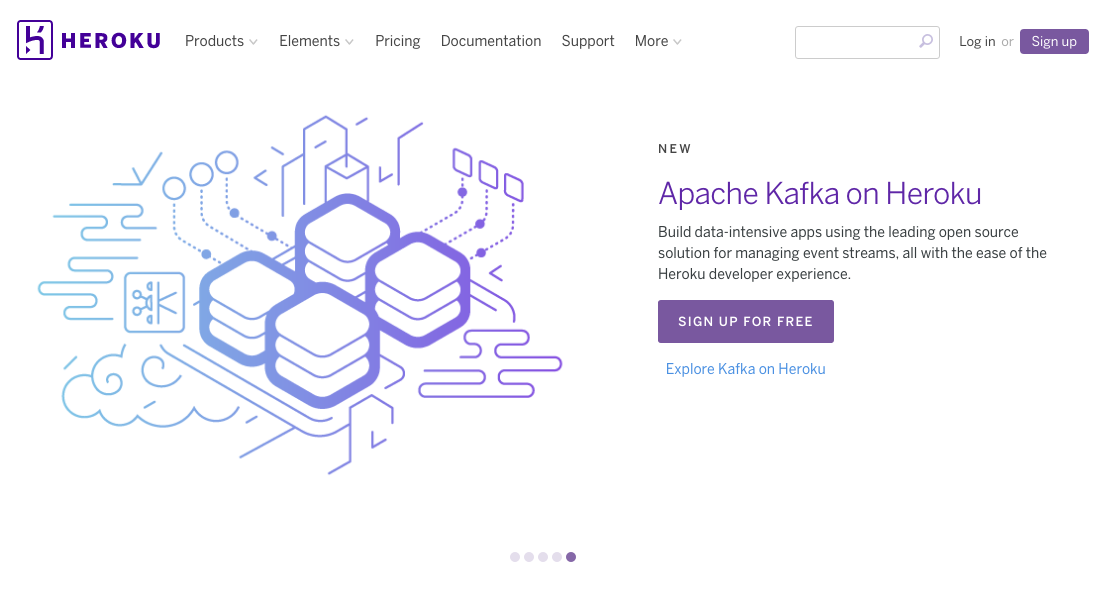 HEROKU
Products
Elements
Pricing
Documentation
Support
More
Log in or
Sign up
NEW
Apache Kafka on Heroku
Build data-intensive apps using the leading open source
solution for managing event streams, all with the ease of the
Heroku developer experience.
SIGN UP FOR FREE
Explore Kafka on Heroku